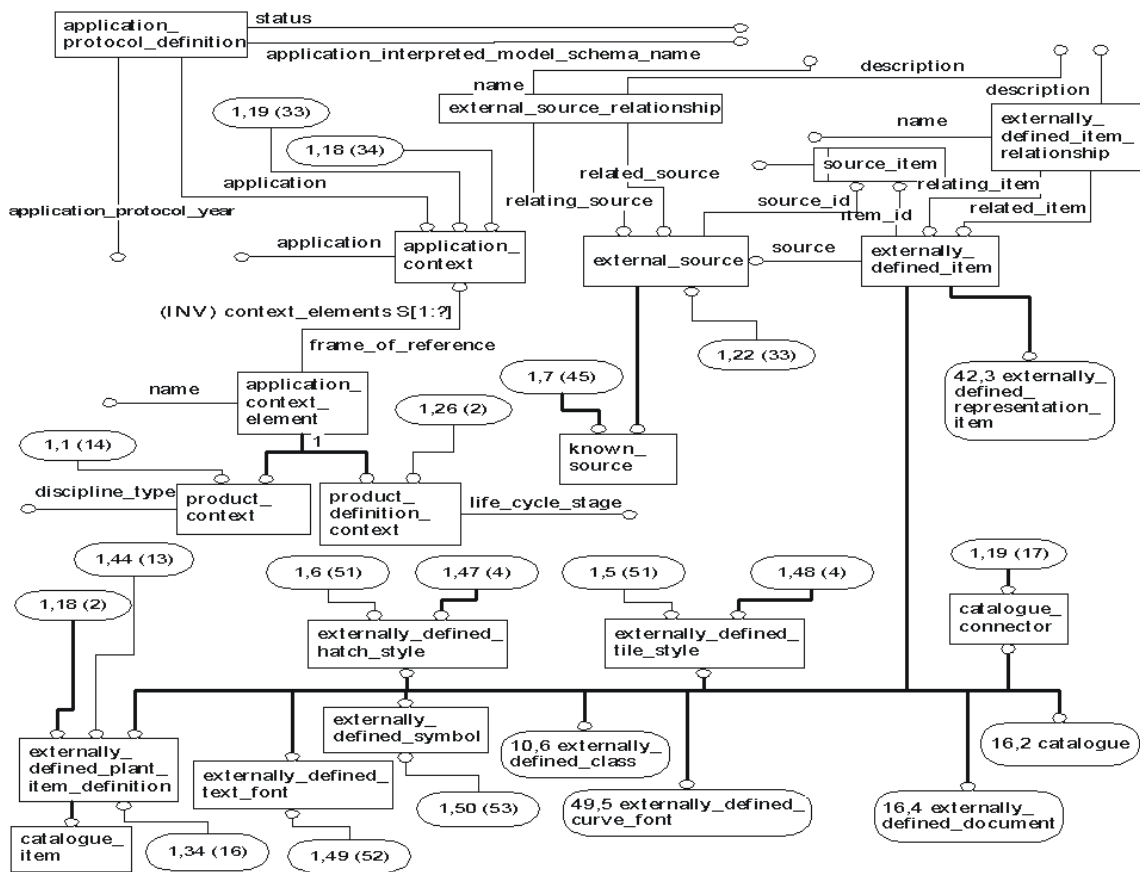 application_
protocol_definition
status
application_interpreted_model_schema_name
description
name
external_source_relationship
description
1,19 (33)
1,18 (34)
name
externally_
defined_item_
relationship
source_item
application
related_source
relating_item
application_protocol_year
relating_source
source_id
item_id
related_item
application
application_
context
external_source
source
externally_
defined_item
(INV) context_elements S[1:?]
frame_of_reference
1,22 (33)
name
application_
context_
element
1,7 (45)
42,3 externally_
defined_
representation_
item
1,26 (2)
1
1,1 (14)
known_
source
discipline_type
product_
context
product_
definition_
context
life_cycle_stage
1,44 (13)
1,6 (51)
1,47 (4)
1,5 (51)
1,48 (4)
1,19 (17)
1,18 (2)
externally_defined_
hatch_style
externally_defined_
tile_style
catalogue_
connector
externally_
defined_symbol
externally_
defined_plant_
item_definition
10,6 externally_
defined_class
16,2 catalogue
externally_defined_
text_font
1,50 (53)
49,5 externally_defined_
curve_font
16,4 externally_
defined_document
catalogue_
item
1,34 (16)
1,49 (52)